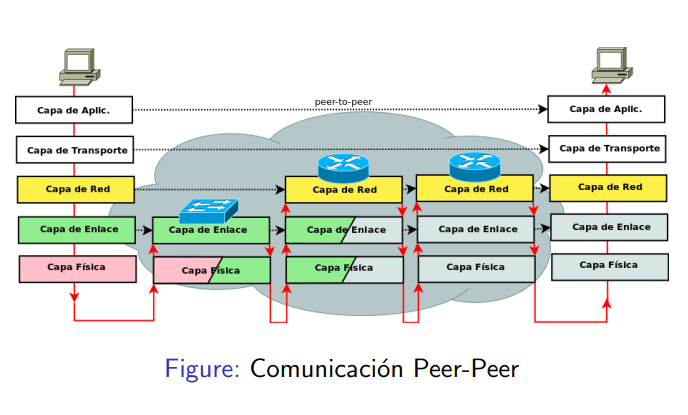 peer-to-peer
Capa de Aplic.
Capa de Aplic.
Capa de Transporte
Capa de Transporte
Capa de Red
Capa de Red
Capa de Red
Capa de Red
Capa de Enlace
Capa de Enlace
Capa de Enlace
Capa de Enlace
Capa de Enlace
Capa Física
Capa Física
Capa Física
Capa Física
Capa Física
Figure: Comunicación Peer-Peer